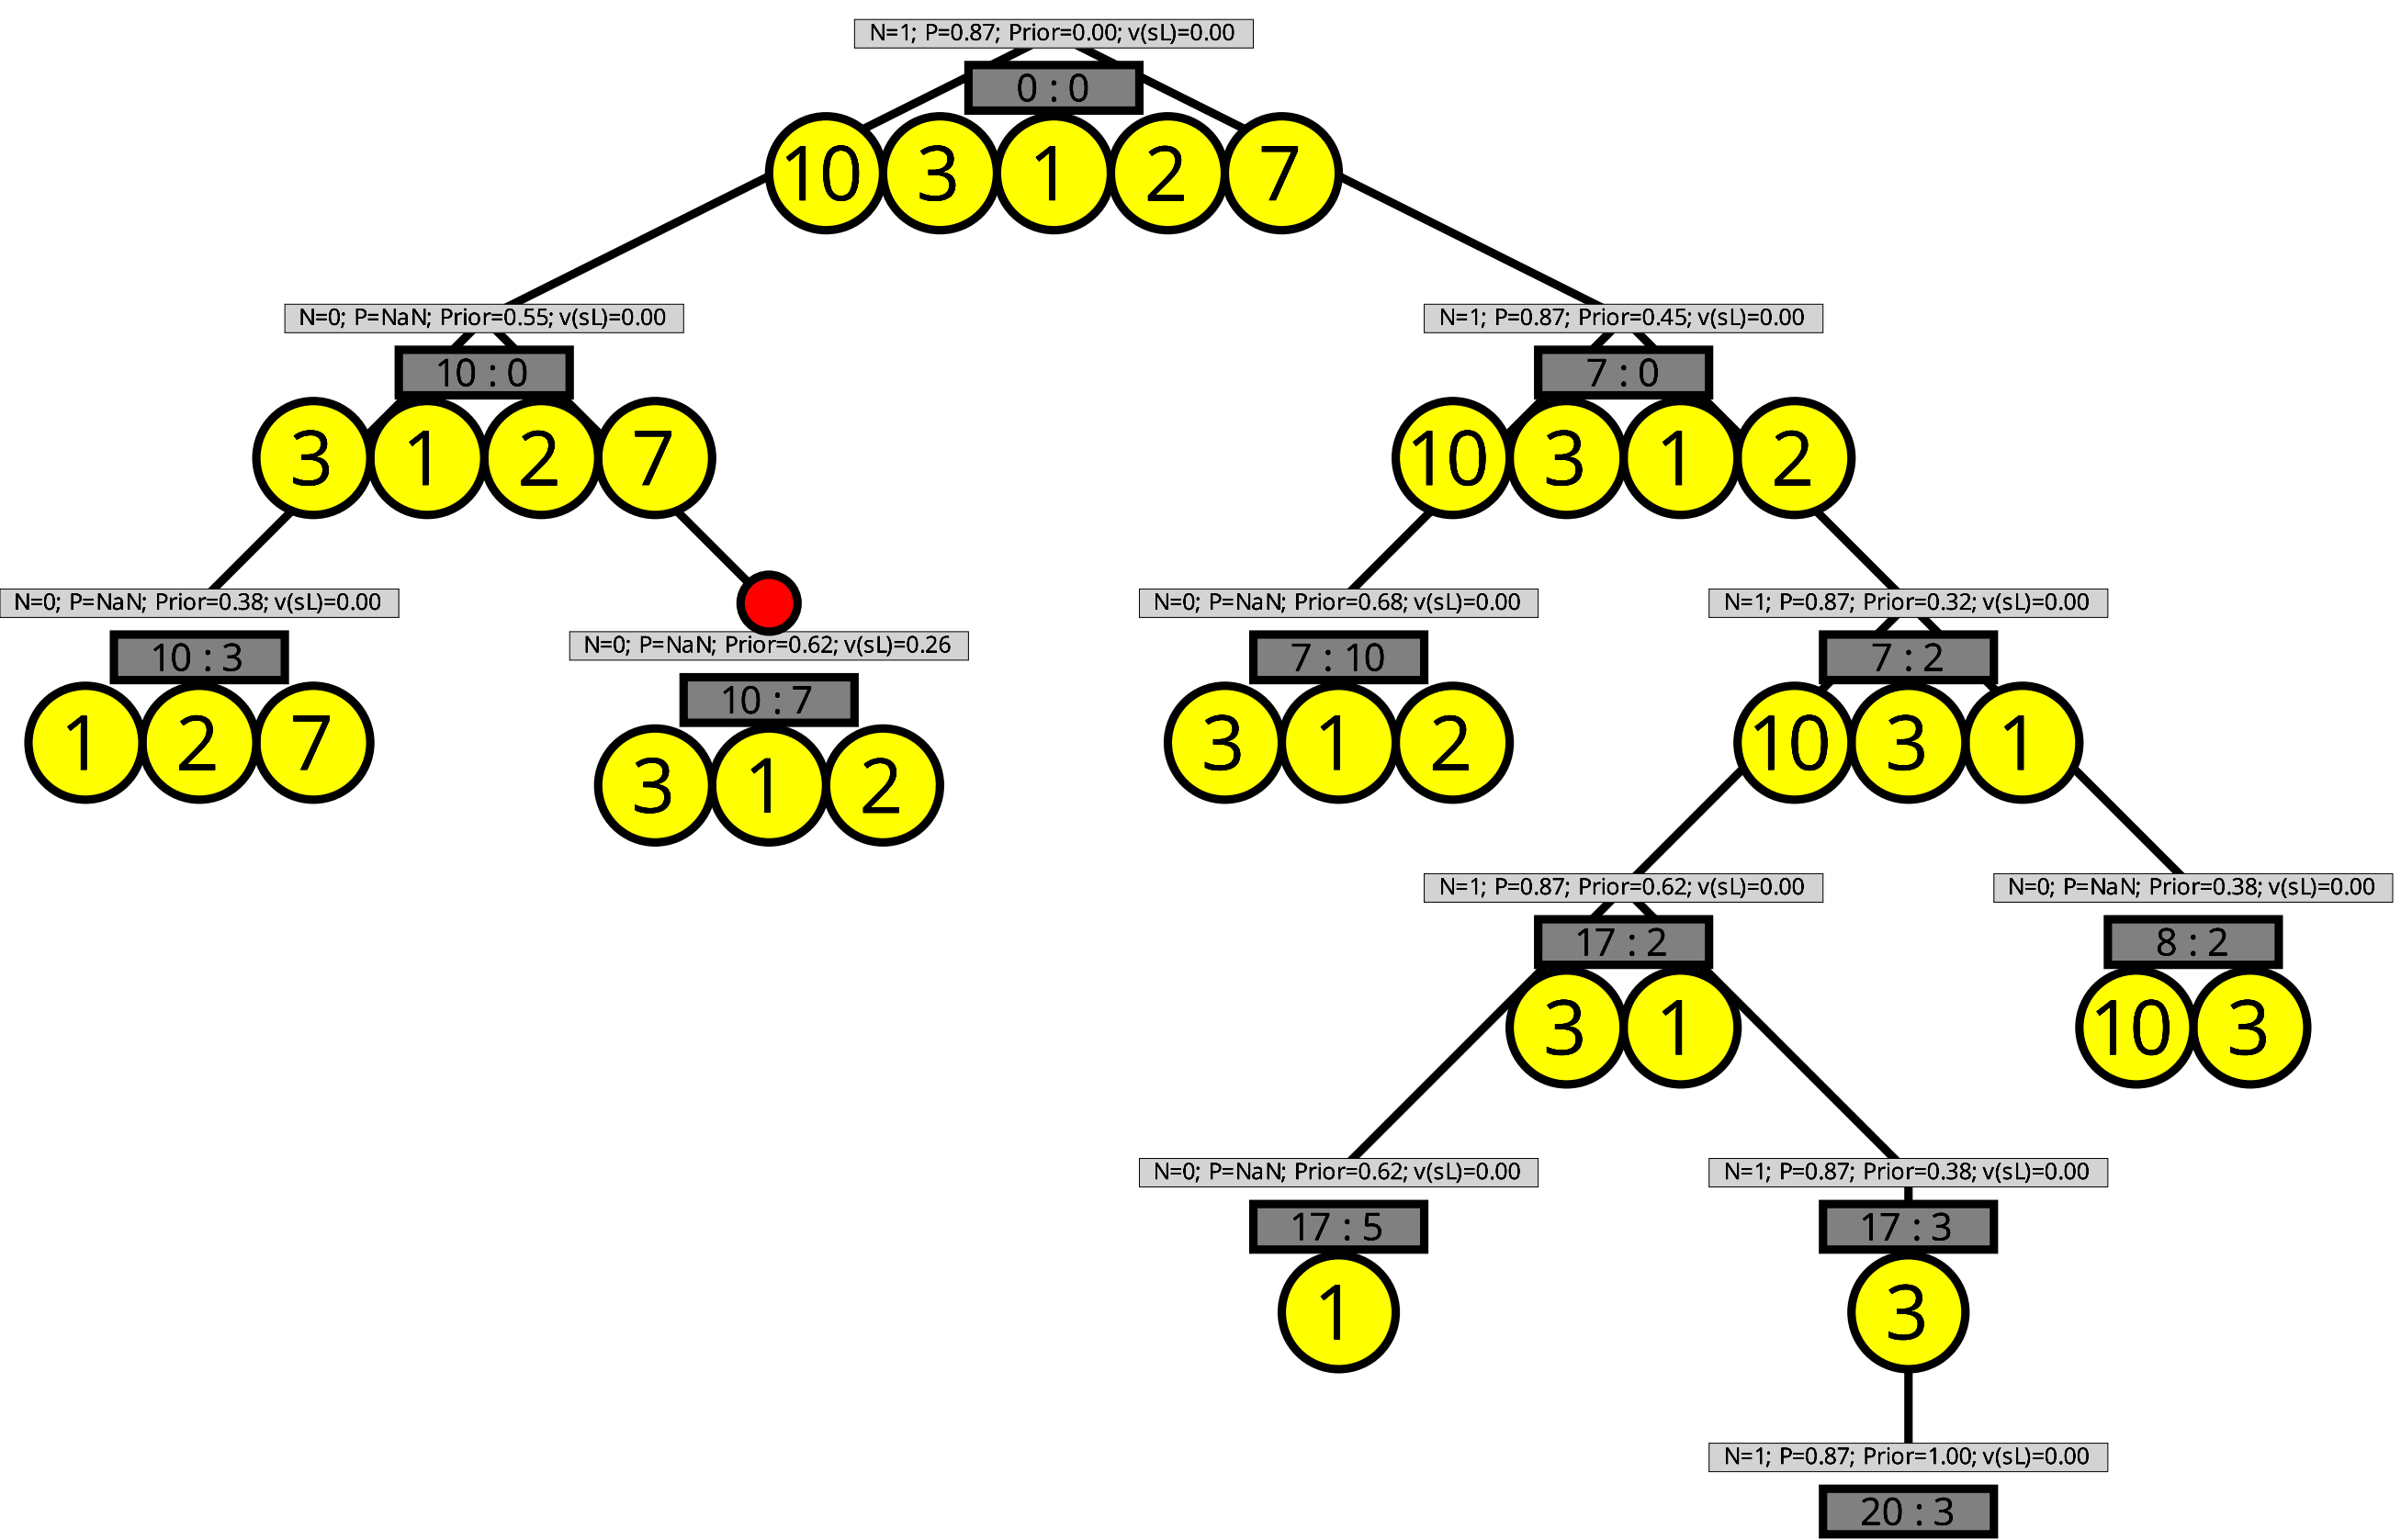 N=1; P=0.87; Prior=0.00; v(sL)=0.00
0 : 0
10 3 1 2 7
N=0; P=NaN; Prior=0.55; v(sL)=0.00
10 : 0
3 1 2 7
N=1; P=0.87; Prior=0.45; v(sL)=0.00
7 : 0
10 3 1 2
N=0; P=NaN; Prior=0.38; v(sL)=0.00
10 : 3
1 2 7
N=0; P=NaN; Prior=0.62; v(sL)=0.26
10 : 7
3 1 2
N=0; P=NaN; Prior=0.68; v(sL)=0.00
7 : 10
3 1 2
N=1; P=0.87; Prior=0.32; v(sL)=0.00
7 : 2
10 3 1
N=1; P=0.87; Prior=0.62; v(sL)=0.00
17 : 2
3 1
N=0; P=NaN; Prior=0.38; v(sL)=0.00
8 : 2
10 3
N=0; P=NaN; Prior=0.62; v(sL)=0.00
17 : 5
1
N=1; P=0.87; Prior=0.38; v(sL)=0.00
17 : 3
3
N=1; P=0.87; Prior=1.00; v(sL)=0.00
20 : 3